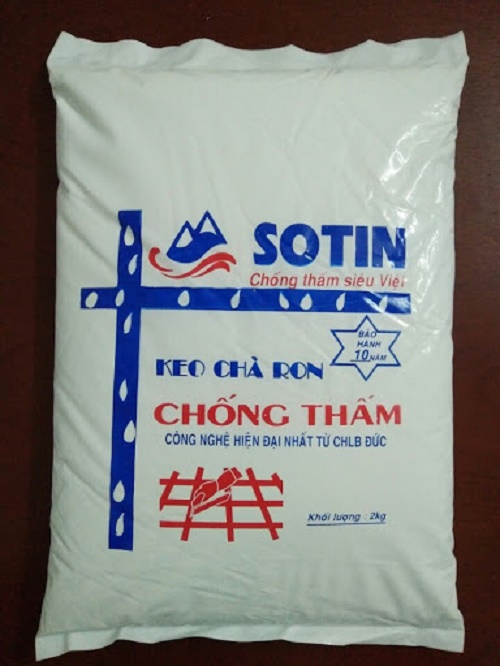 SOTIN
Chống thấm siêu Việt
BẢO
HÀNH
10 NĂM
KEO CHÀ RON
CHỐNG THẤM
CÔNG NGHỆ HIỆN ĐẠI NHẤT TỪ CHLB ĐỨC
Khối lượng : 2kg